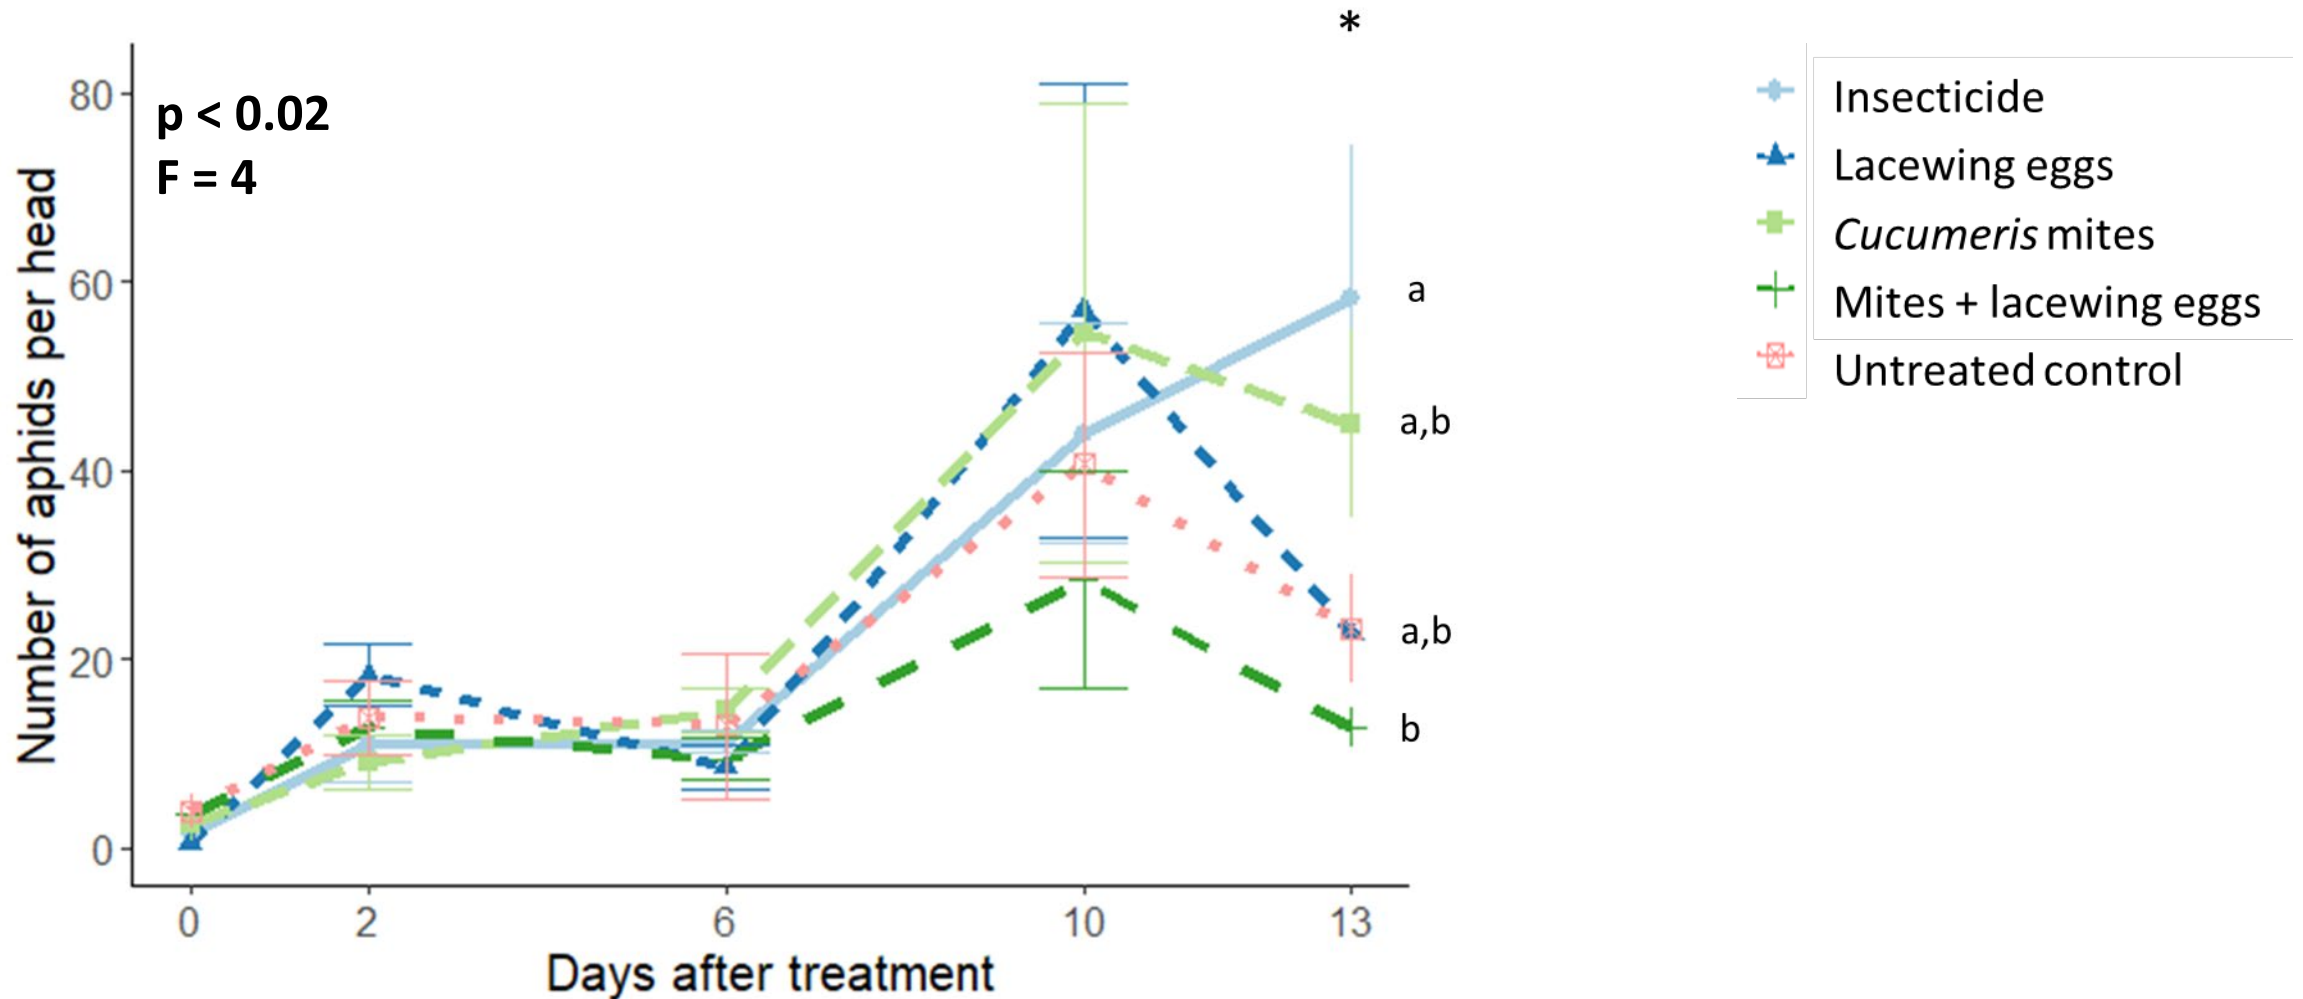 *
p < 0.02
F = 4
Number of aphids per head
80
60
40
20
0
a
a,b
a,b
b
0 2 6 10 13
Days after treatment
Insecticide
Lacewing eggs
Cucumeris mites
Mites + lacewing eggs
Untreated control